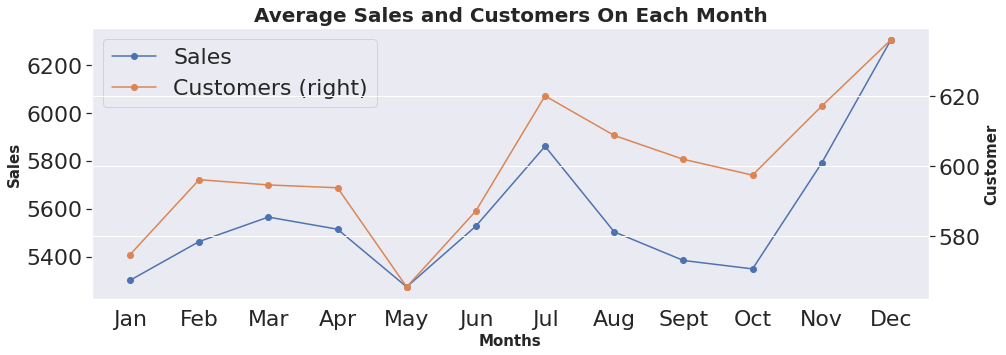 Average Sales and Customers On Each Month
Sales
Customers (right)
6200
6000
5800
5600
5400
Sales
620
600
580
Customer
Jan Feb Mar Apr May Jun Jul Aug Sept Oct Nov Dec
Months